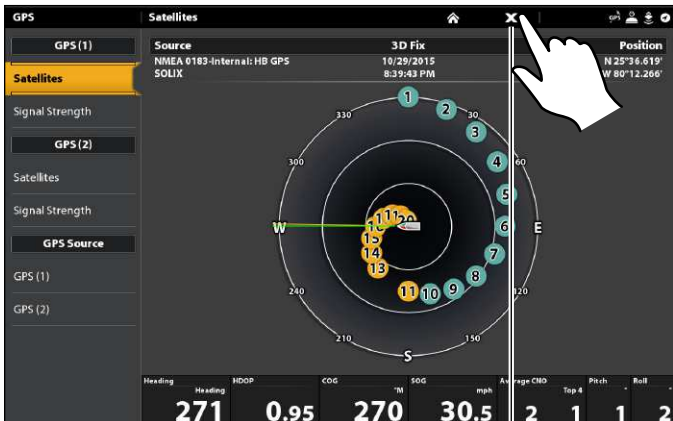 GPS
Satellites
X
GPS
GPS (1)
Satellites
Signal Strength
GPS (2)
Satellites
Signal Strength
GPS Source
GPS (1)
GPS (2)
Source
3D Fix
Position
NMEA 0183-Internal: HB GPS
10/29/2015
N 25°36.619'
SOLIX
8:39:43 PM
W 80°12.266'
1
2
330
30
3
300
4
60
5
W
6
E
11
20
15
14
7
13
8
240
11
10
9
120
210
150
S
Heading
HDOP
COG
SOG
Average CNO
Pitch
Roll
Heading
°M
mph
Top 4
°
°
271
0.95
270
30.5
2
1
1
2